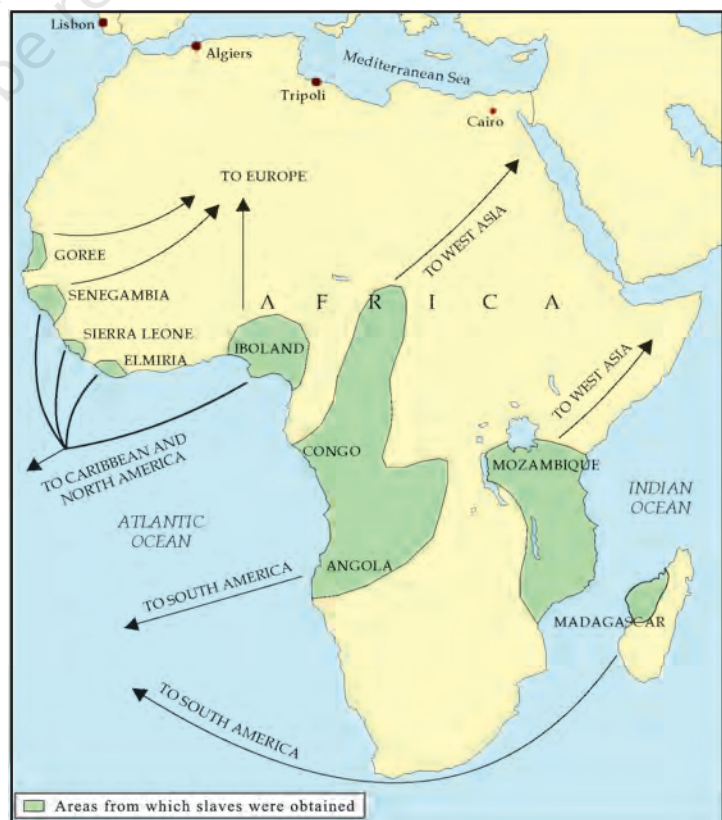 Lisbon
Algiers
Mediterranean Sea
Tripoli
Cairo
TO EUROPE
GOREE
TO WEST ASIA
SENEGAMBIA
A F R I C A
SIERRA LEONE
IBOLAND
ELMIRIA
TO WEST ASIA
CONGO
MOZAMBIQUE
TO CARIBBEAN AND
NORTH AMERICA
INDIAN
OCEAN
ATLANTIC
OCEAN
ANGOLA
TO SOUTH AMERICA
MADAGASCAR
TO SOUTH AMERICA
Areas from which slaves were obtained